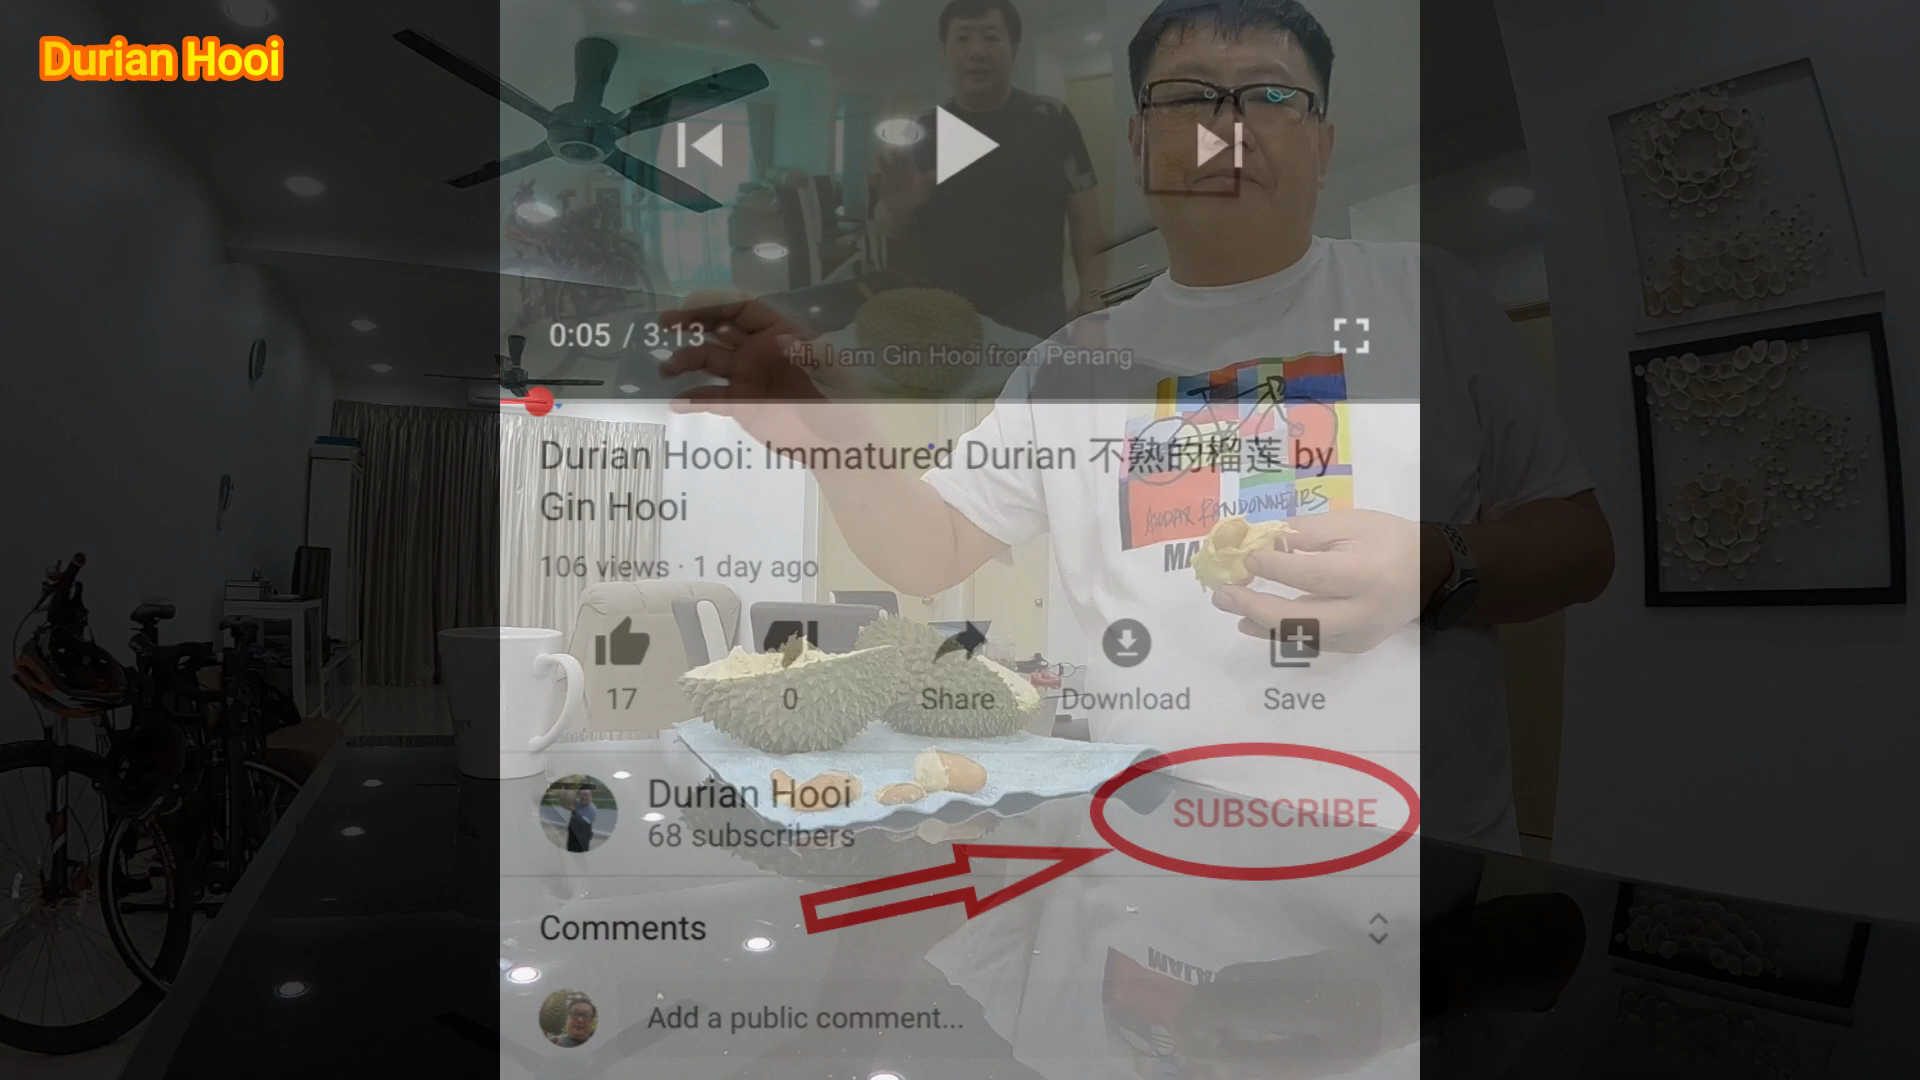 Durian Hooi
0:05 / 3:13
Hi, I am Gin Hooi from Penang
Durian Hooi: Immatured Durian 不熟的榴莲 by
Gin Hooi
106 views · 1 day ago
AUDAX RANDONNEURS
17
0
Share
Download
Save
Durian Hooi
68 subscribers
SUBSCRIBE
Comments
Add a public comment...